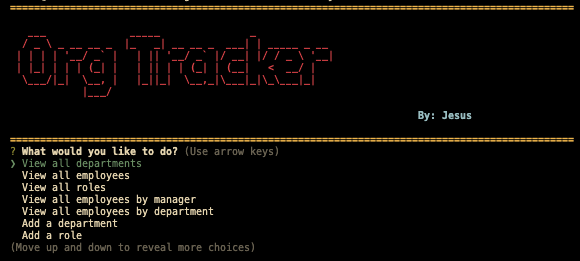 Org Tracker
By: Jesus
? What would you like to do? (Use arrow keys)
❯ View all departments
View all employees
View all roles
View all employees by manager
View all employees by department
Add a department
Add a role
(Move up and down to reveal more choices)